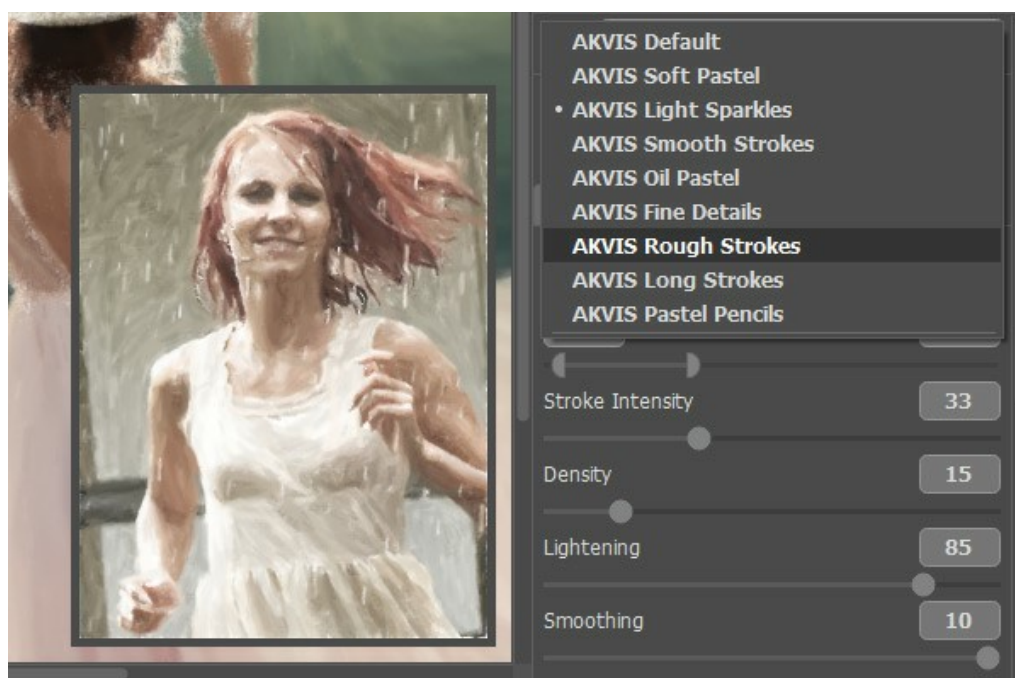 AKVIS Default
AKVIS Soft Pastel
• AKVIS Light Sparkles
AKVIS Smooth Strokes
AKVIS Oil Pastel
AKVIS Fine Details
AKVIS Rough Strokes
AKVIS Long Strokes
AKVIS Pastel Pencils
Stroke Intensity 33
Density 15
Lightening 85
Smoothing 10